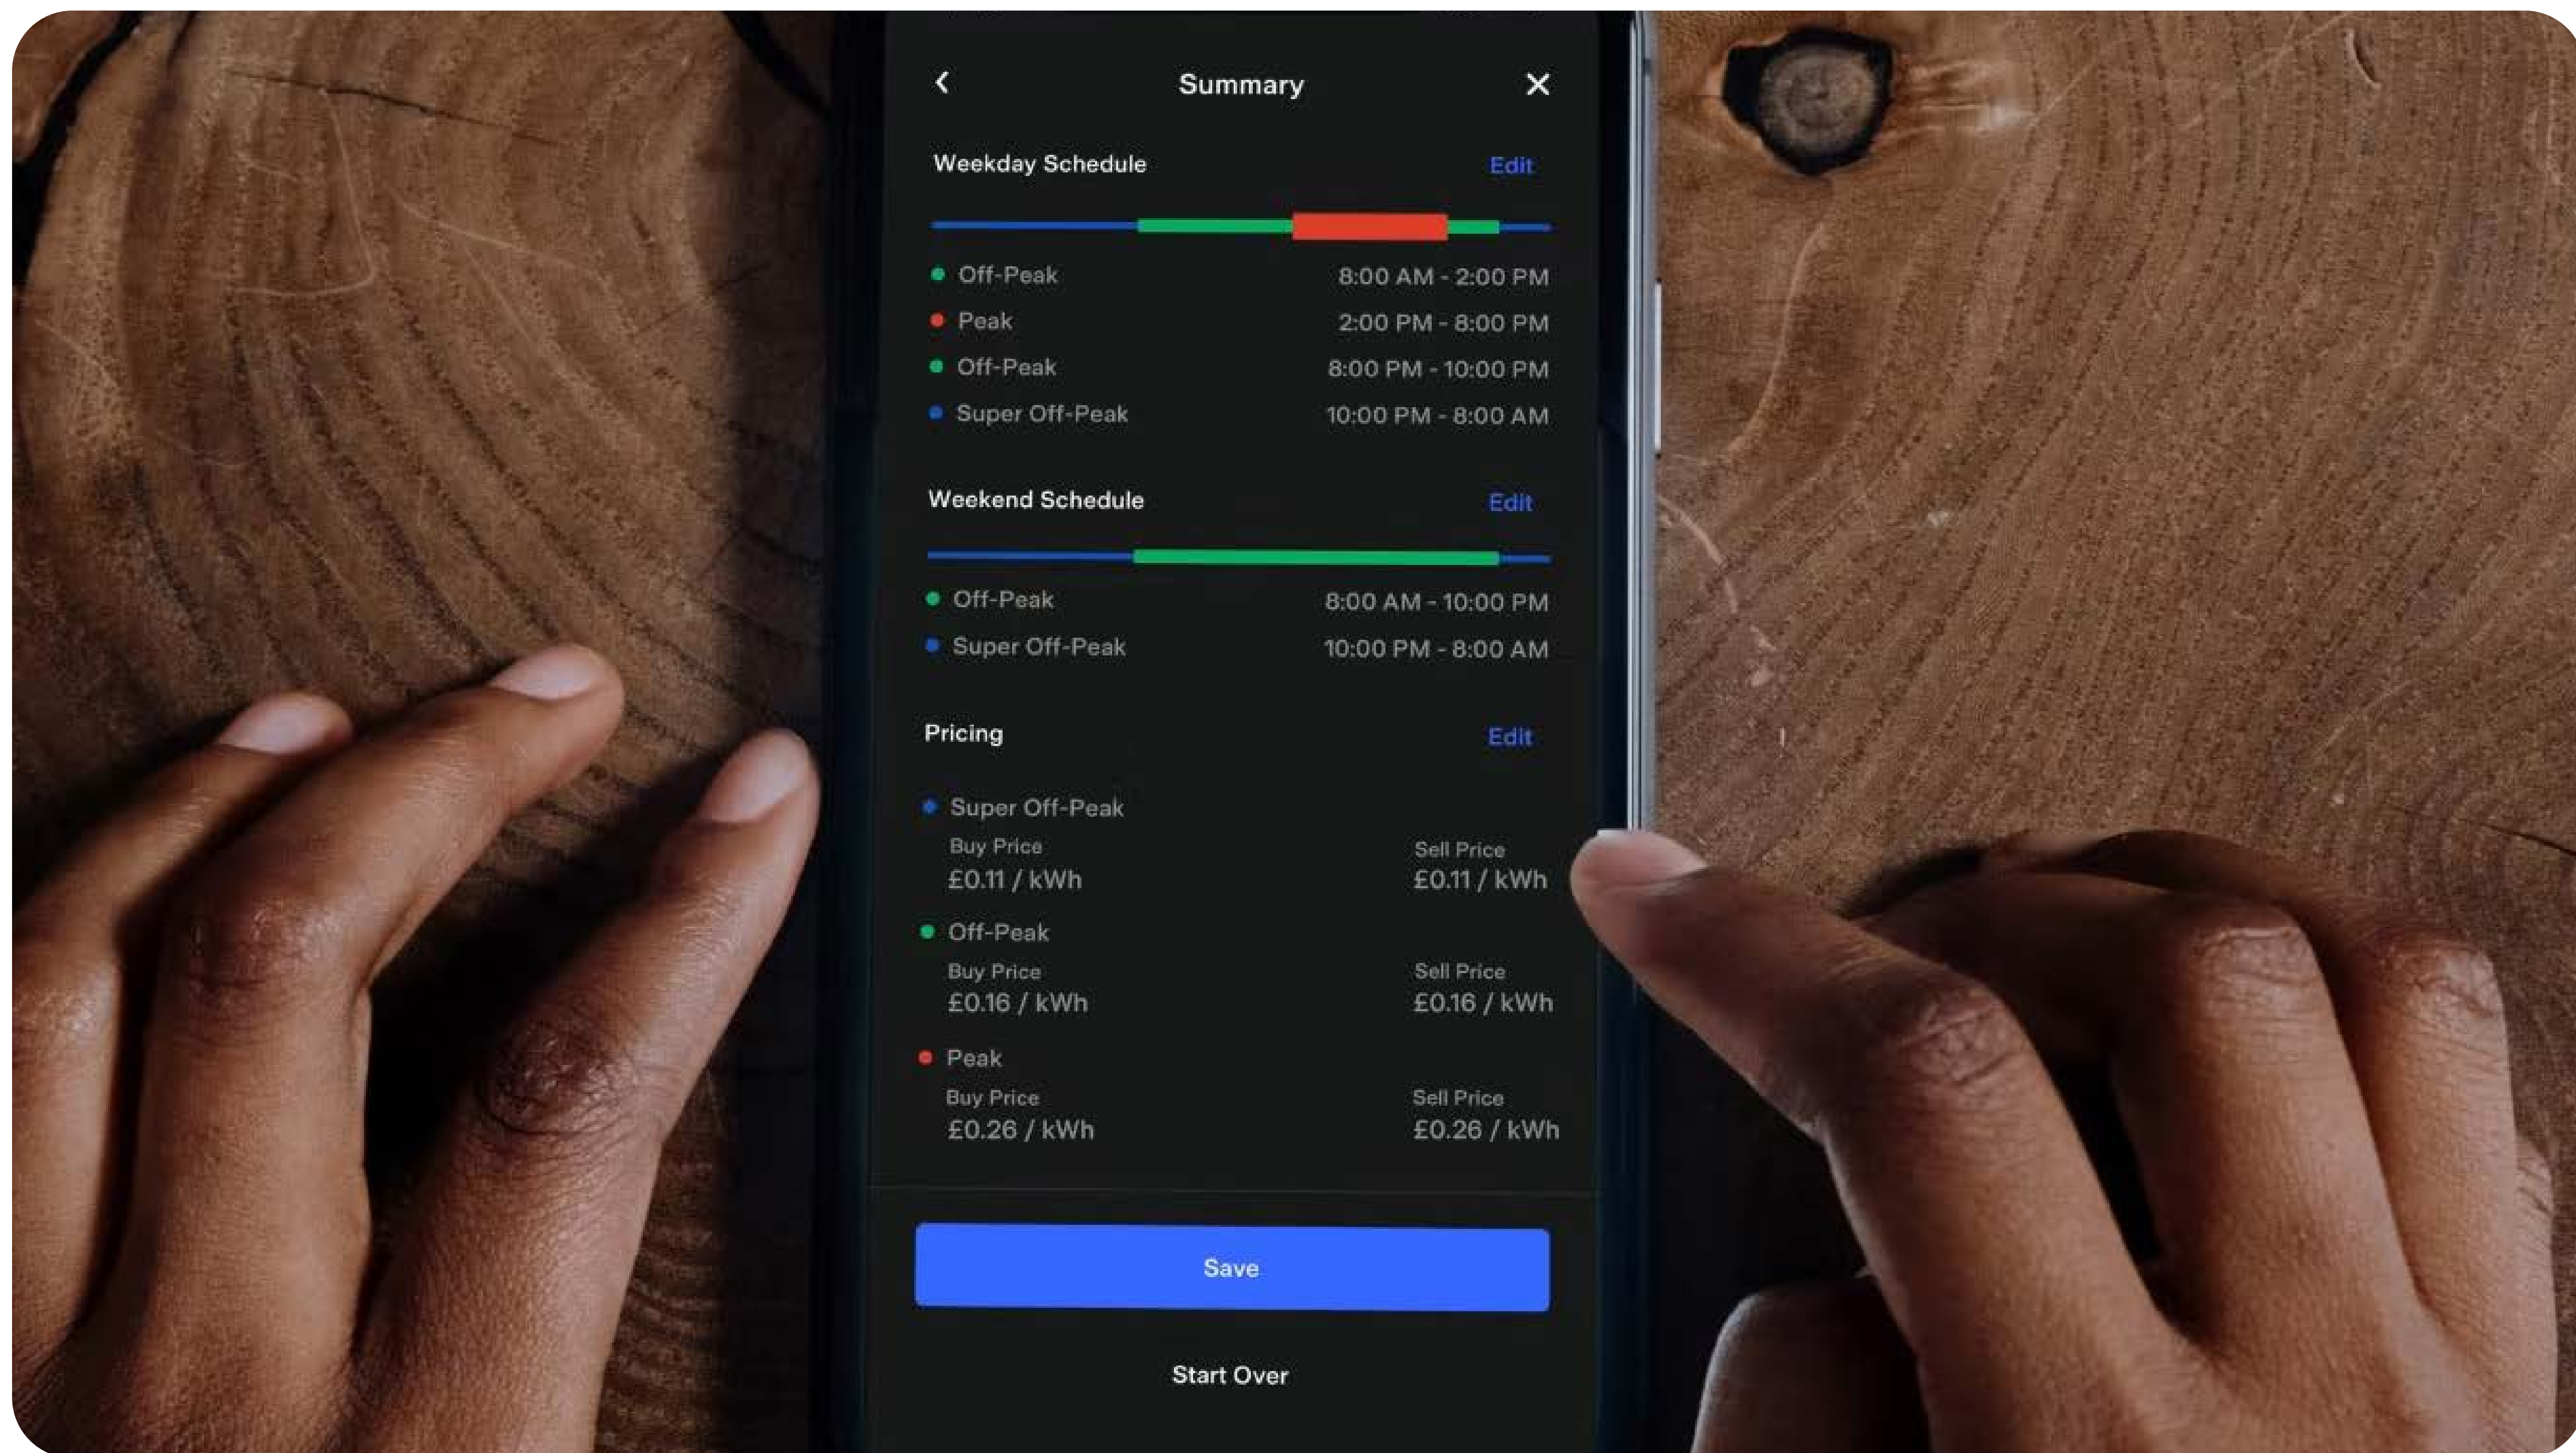 Summary
Weekday Schedule Edit
Off-Peak 8:00 AM - 2:00 PM
Peak 2:00 PM - 8:00 PM
Off-Peak 8:00 PM - 10:00 PM
Super Off-Peak 10:00 PM - 8:00 AM
Weekend Schedule Edit
Off-Peak 8:00 AM - 10:00 PM
Super Off-Peak 10:00 PM - 8:00 AM
Pricing Edit
Super Off-Peak
Buy Price Sell Price
£0.11 / kWh £0.11 / kWh
Off-Peak
Buy Price Sell Price
£0.16 / kWh £0.16 / kWh
Peak
Buy Price Sell Price
£0.26 / kWh £0.26 / kWh
Save
Start Over